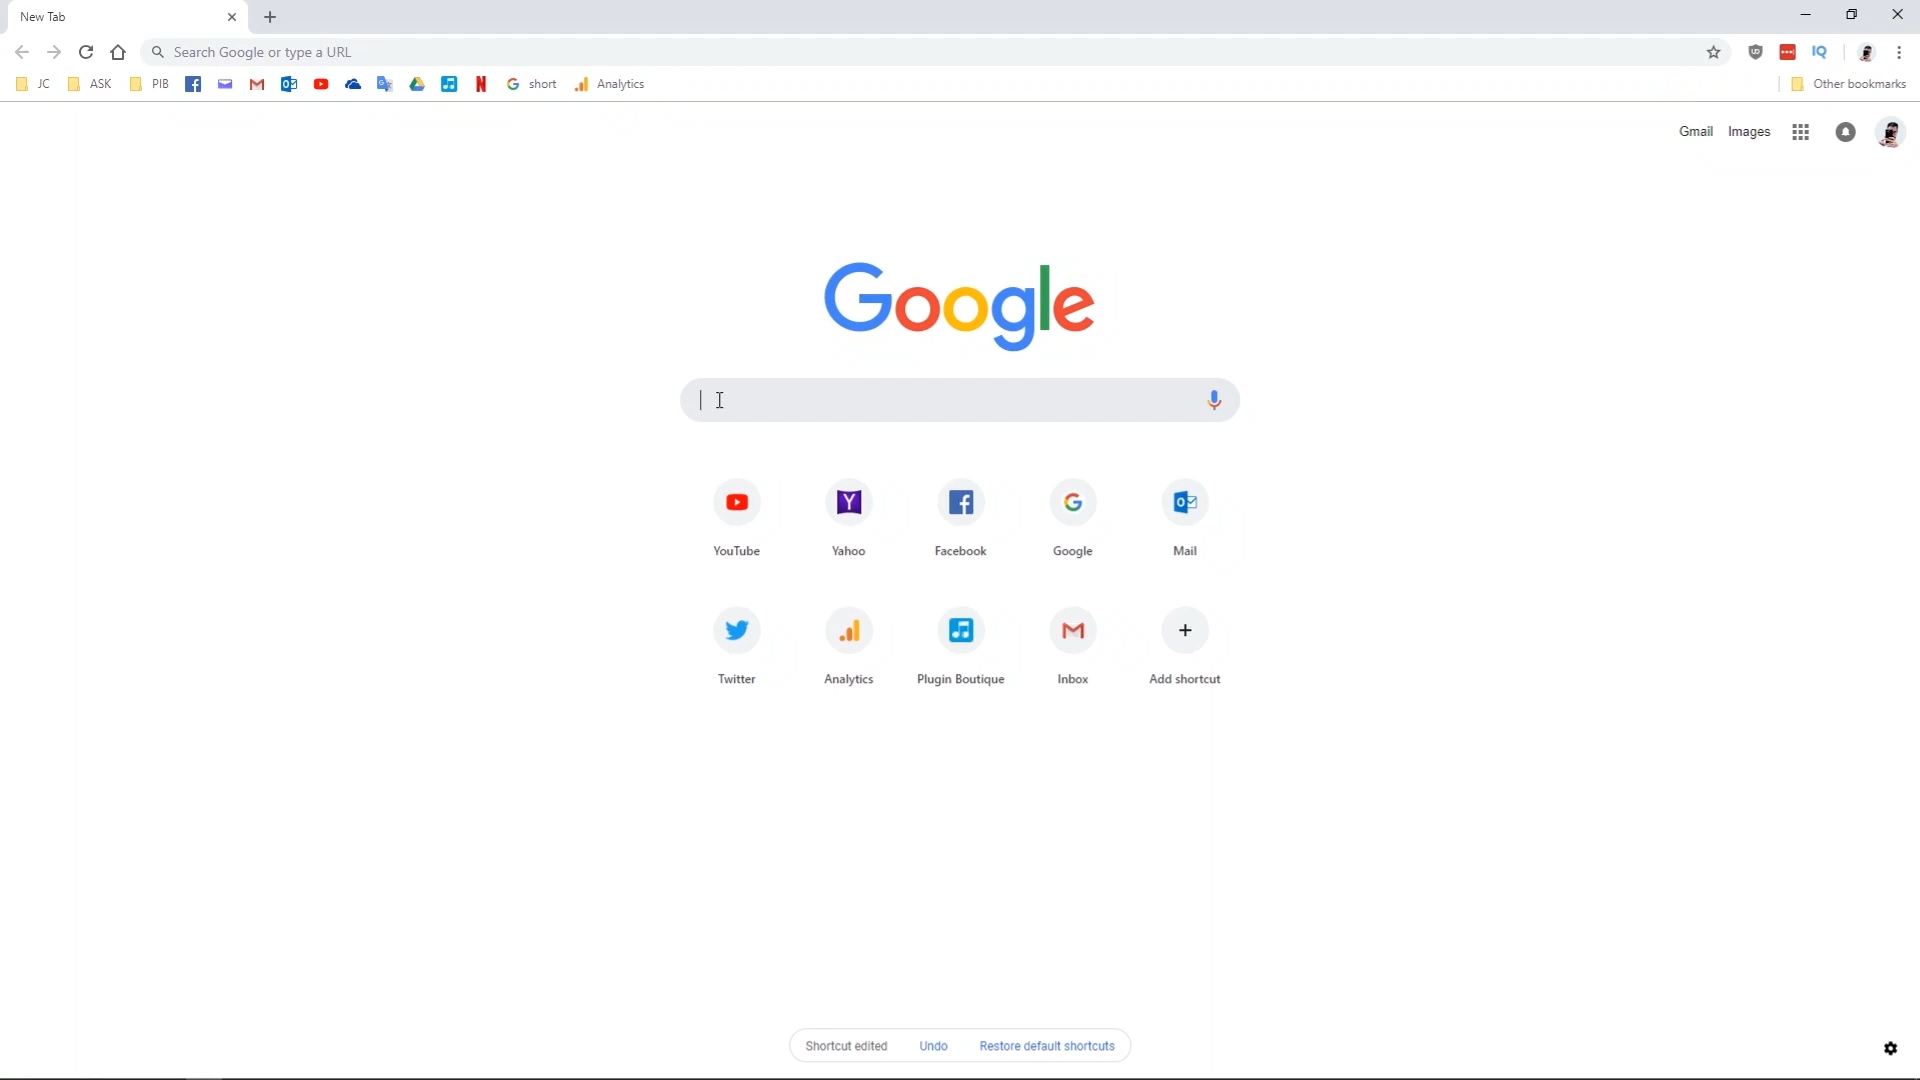 New Tab
Search Google or type a URL
JC ASK PIB short Analytics Other bookmarks
Gmail Images
Google
YouTube Yahoo Facebook Google Mail
Twitter Analytics Plugin Boutique Inbox Add shortcut
Shortcut edited Undo Restore default shortcuts